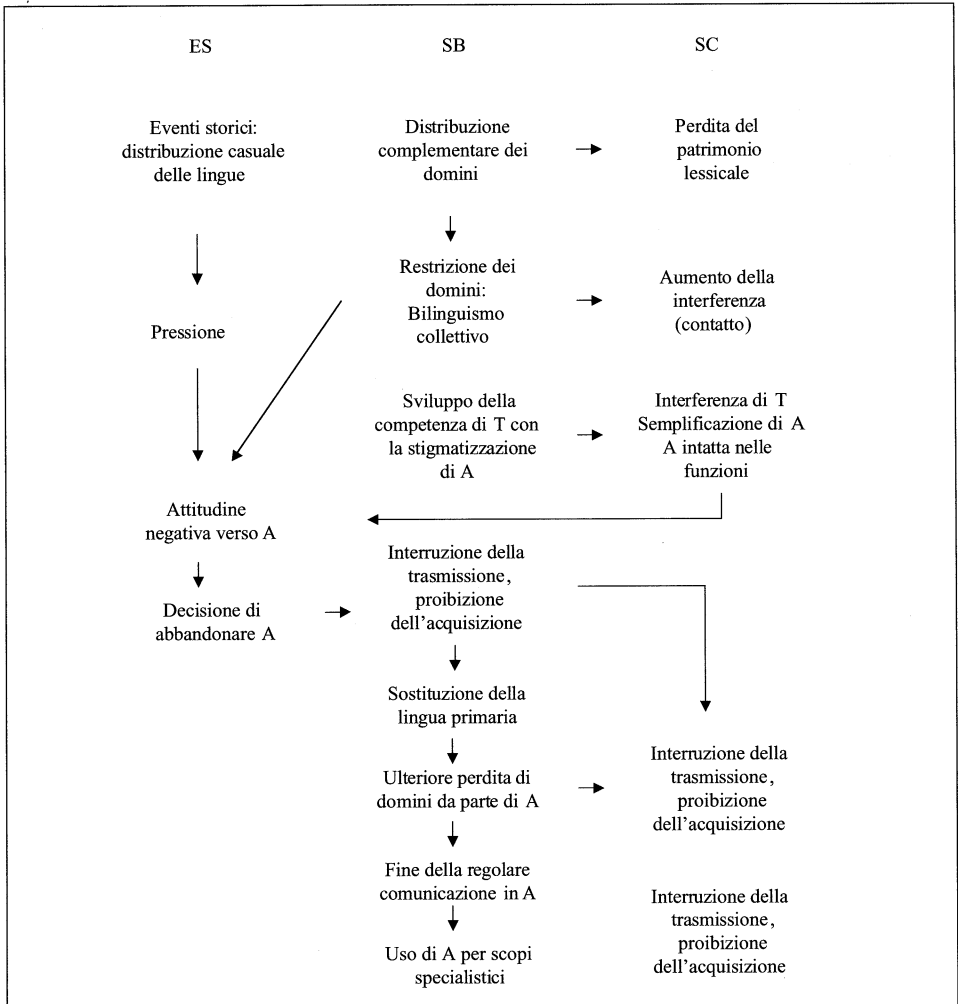 ES
SB
SC
Eventi storici:
distribuzione casuale
delle lingue
Distribuzione
complementare dei
domini
Perdita del
patrimonio
lessicale
Restrizione dei
domini:
Bilinguismo
collettivo
Aumento della
interferenza
(contatto)
Pressione
Sviluppo della
competenza di T con
la stigmatizzazione
di A
Interferenza di T
Semplificazione di A
A intatta nelle
funzioni
Attitudine
negativa verso A
Interruzione della
trasmissione,
proibizione
dell'acquisizione
Decisione di
abbandonare A
Sostituzione della
lingua primaria
Ulteriore perdita di
domini da parte di A
Interruzione della
trasmissione,
proibizione
dell'acquisizione
Fine della regolare
comunicazione in A
Uso di A per scopi
specialistici
Interruzione della
trasmissione,
proibizione
dell'acquisizione